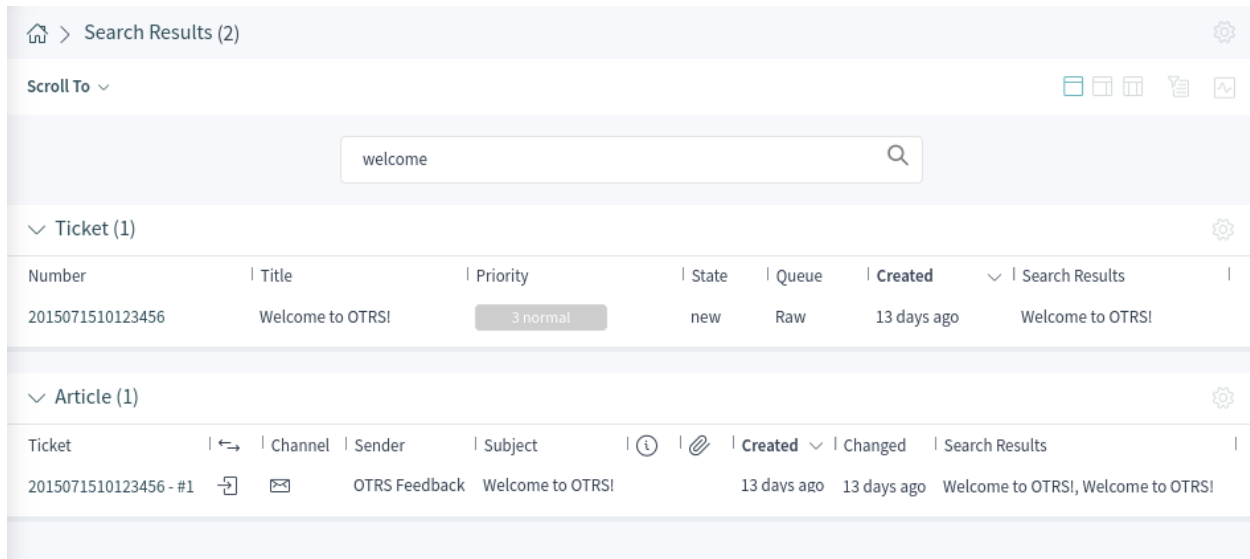 Search Results (2)
Scroll To
welcome
Ticket (1)
Number Title Priority State Queue Created Search Results
2015071510123456 Welcome to OTRS! 3 normal new Raw 13 days ago Welcome to OTRS!
Article (1)
Ticket Channel Sender Subject Created Changed Search Results
2015071510123456 - #1 OTRS Feedback Welcome to OTRS! 13 days ago 13 days ago Welcome to OTRS!, Welcome to OTRS!